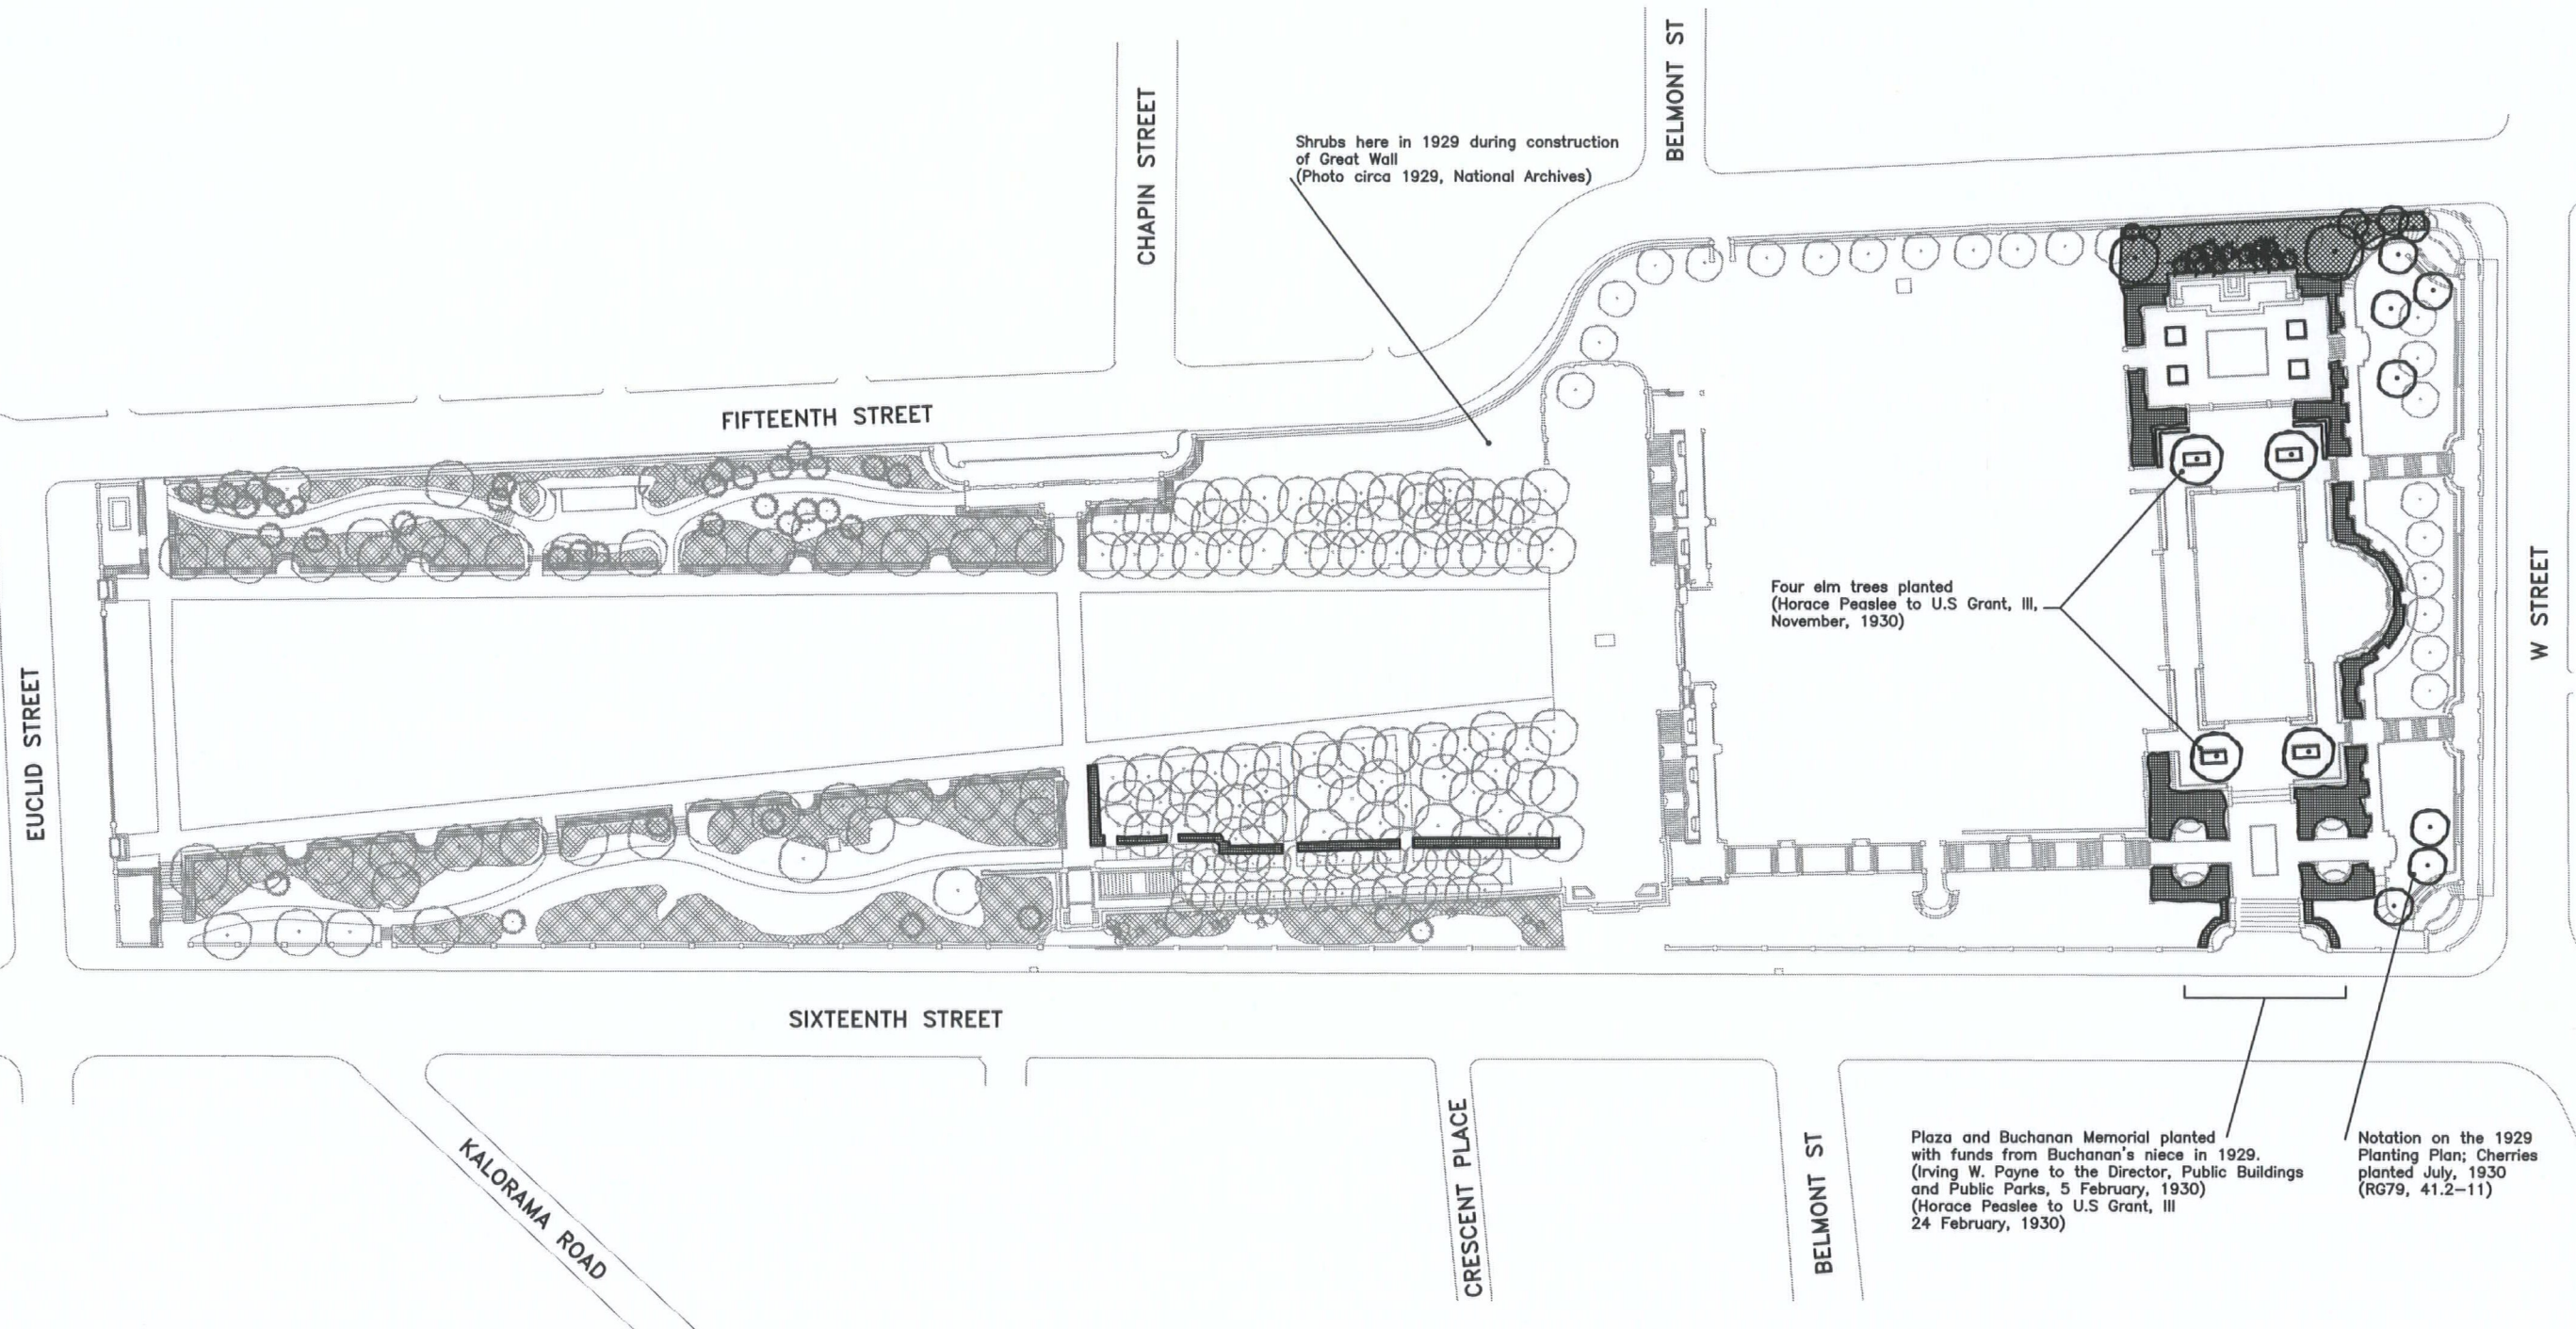 BELMONT ST
CHAPIN STREET
Shrubs here in 1929 during construction
of Great Wall
(Photo circa 1929, National Archives)
FIFTEENTH STREET
Four elm trees planted
(Horace Peaslee to U.S Grant, III,
November, 1930)
W STREET
EUCLID STREET
SIXTEENTH STREET
KALORAMA ROAD
CRESCENT PLACE
BELMONT ST
Plaza and Buchanan Memorial planted
with funds from Buchanan's niece in 1929.
(Irving W. Payne to the Director, Public Buildings
and Public Parks, 5 February, 1930)
(Horace Peaslee to U.S Grant, III
24 February, 1930)
Notation on the 1929
Planting Plan; Cherries
planted July, 1930
(RG79, 41.2-11)